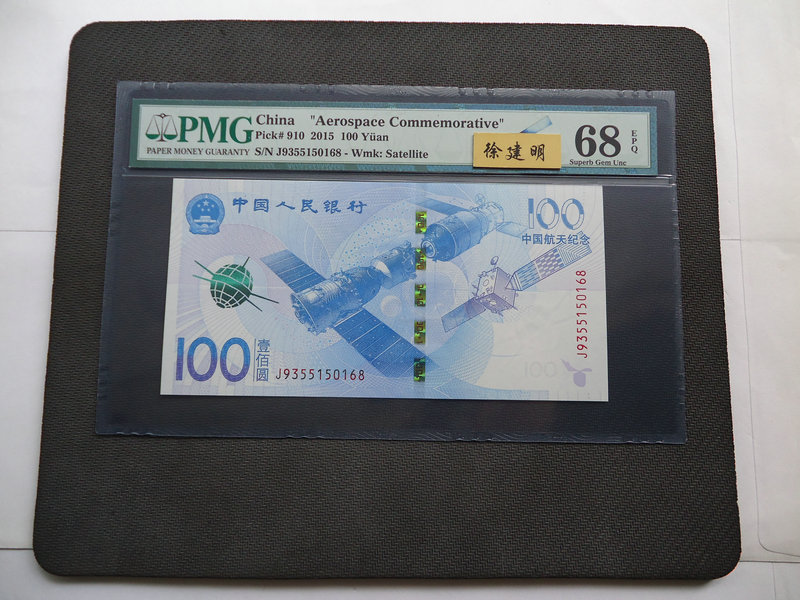 PMG
PAPER MONEY GUARANTY
China "Aerospace Commemorative"
Pick# 910 2015 100 Yüan
S/N J9355150168 - Wmk: Satellite
徐建明
68
EPQ
Superb Gem Unc
中国人民银行
100
中国航天纪念
J9355150168
100
壹佰圆
J9355150168
100